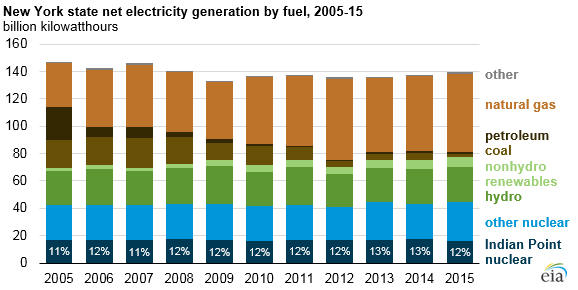 New York state net electricity generation by fuel, 2005-15
billion kilowatthours
160
140
120
100
80
60
40
20
0
other
natural gas
petroleum
coal
nonhydro
renewables
hydro
other nuclear
Indian Point
nuclear
11% 12% 11% 12% 12% 12% 12% 12% 13% 13% 12%
2005 2006 2007 2008 2009 2010 2011 2012 2013 2014 2015
eia